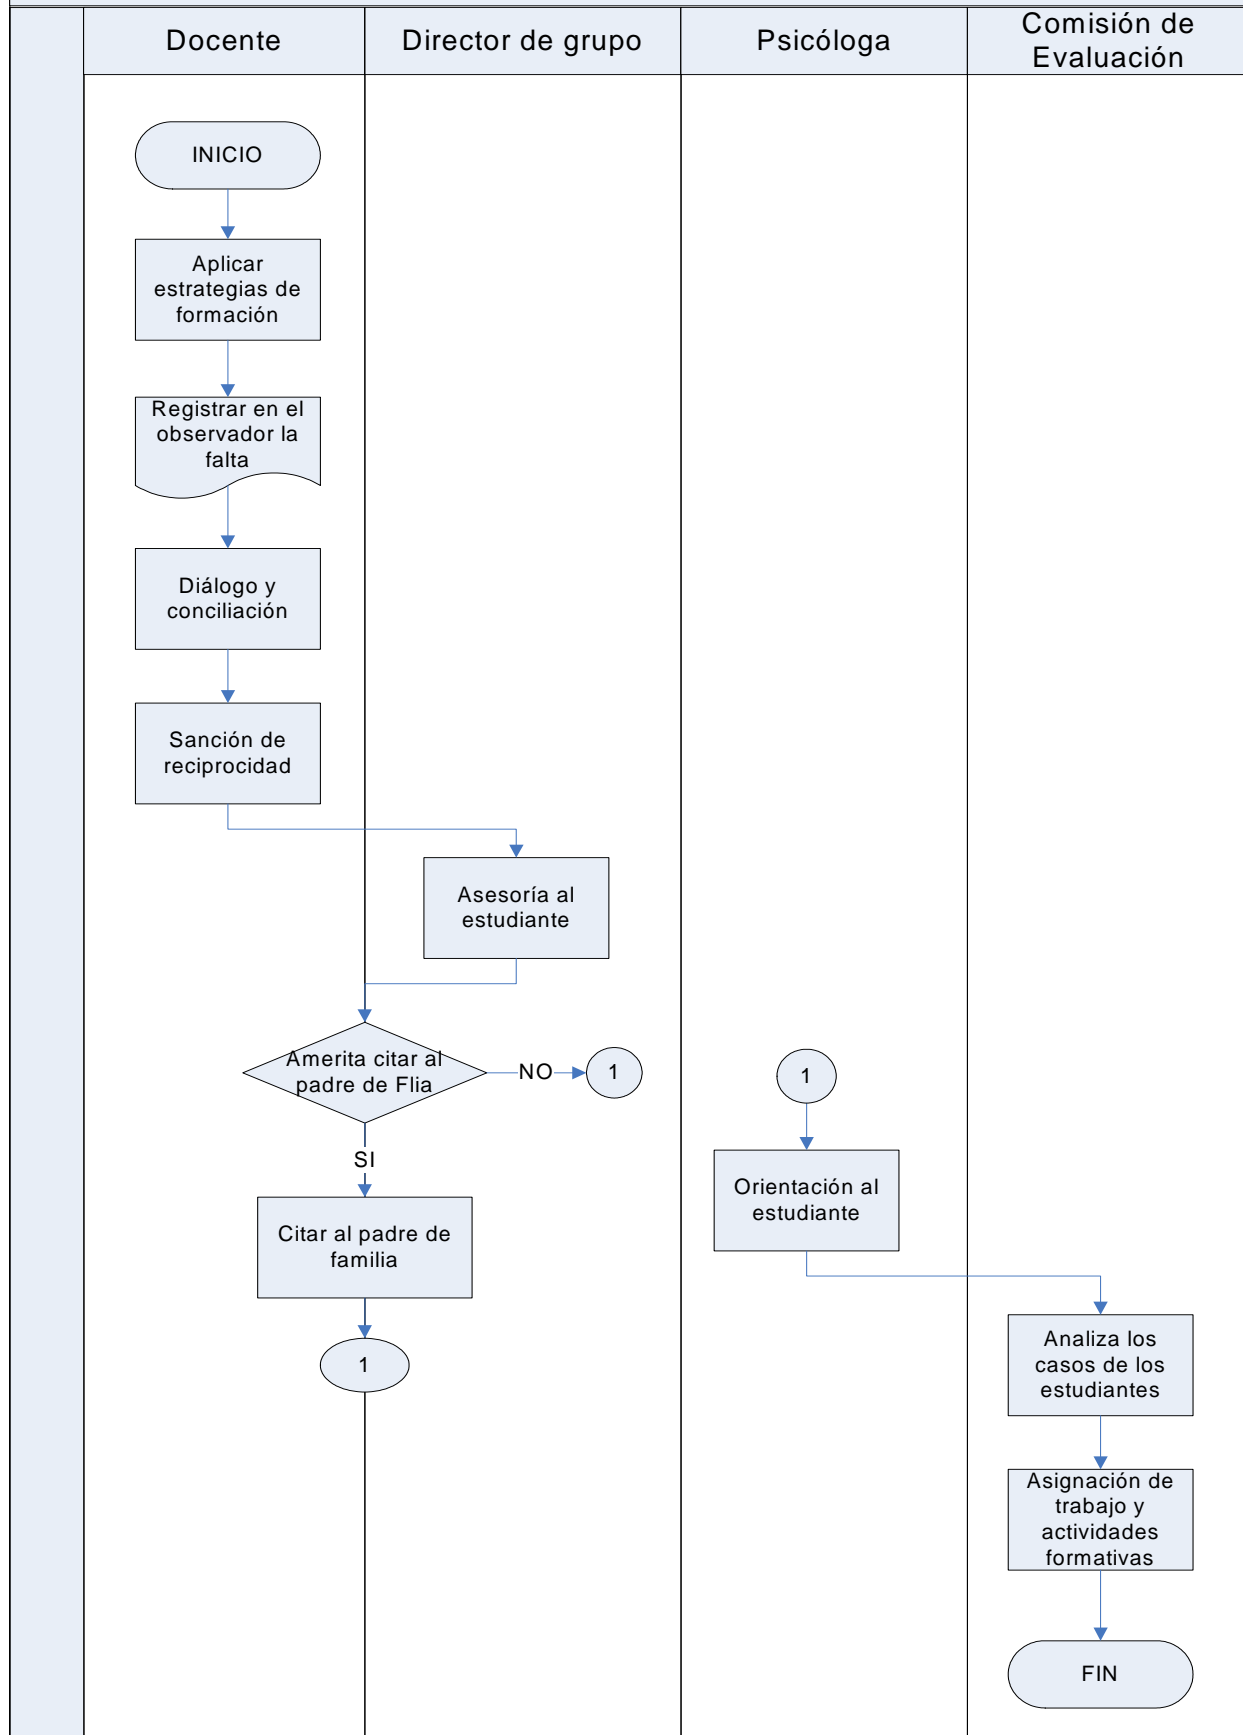 Docente
Director de grupo
Psicóloga
Comisión de
Evaluación
INICIO
Aplicar
estrategias de
formación
Registrar en el
observador la
falta
Diálogo y
conciliación
Sanción de
reciprocidad
Asesoría al
estudiante
Amerita citar al
padre de Flia
NO
1
SI
Citar al padre de
familia
1
1
Orientación al
estudiante
Analiza los
casos de los
estudiantes
Asignación de
trabajo y
actividades
formativas
FIN